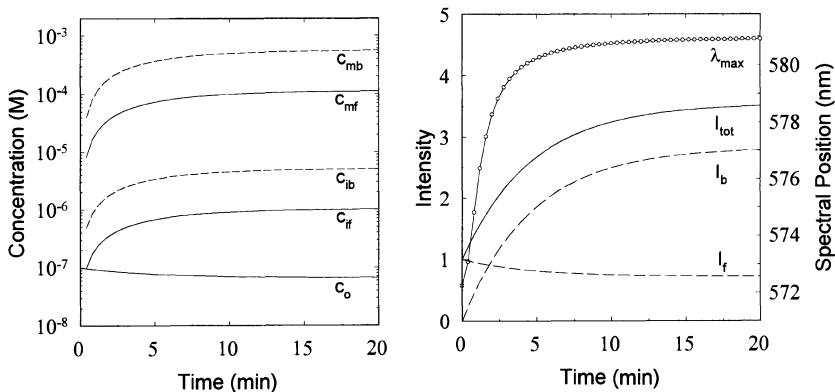 10⁻³
10⁻⁴
10⁻⁵
10⁻⁶
10⁻⁷
10⁻⁸
Concentration (M)
c_mb
c_mf
c_ib
c_if
c_o
0 5 10 15 20
Time (min)
5
4
3
2
1
0
Intensity
λ_max
I_tot
I_b
I_f
580
578
576
574
572
Spectral Position (nm)
0 5 10 15 20
Time (min)